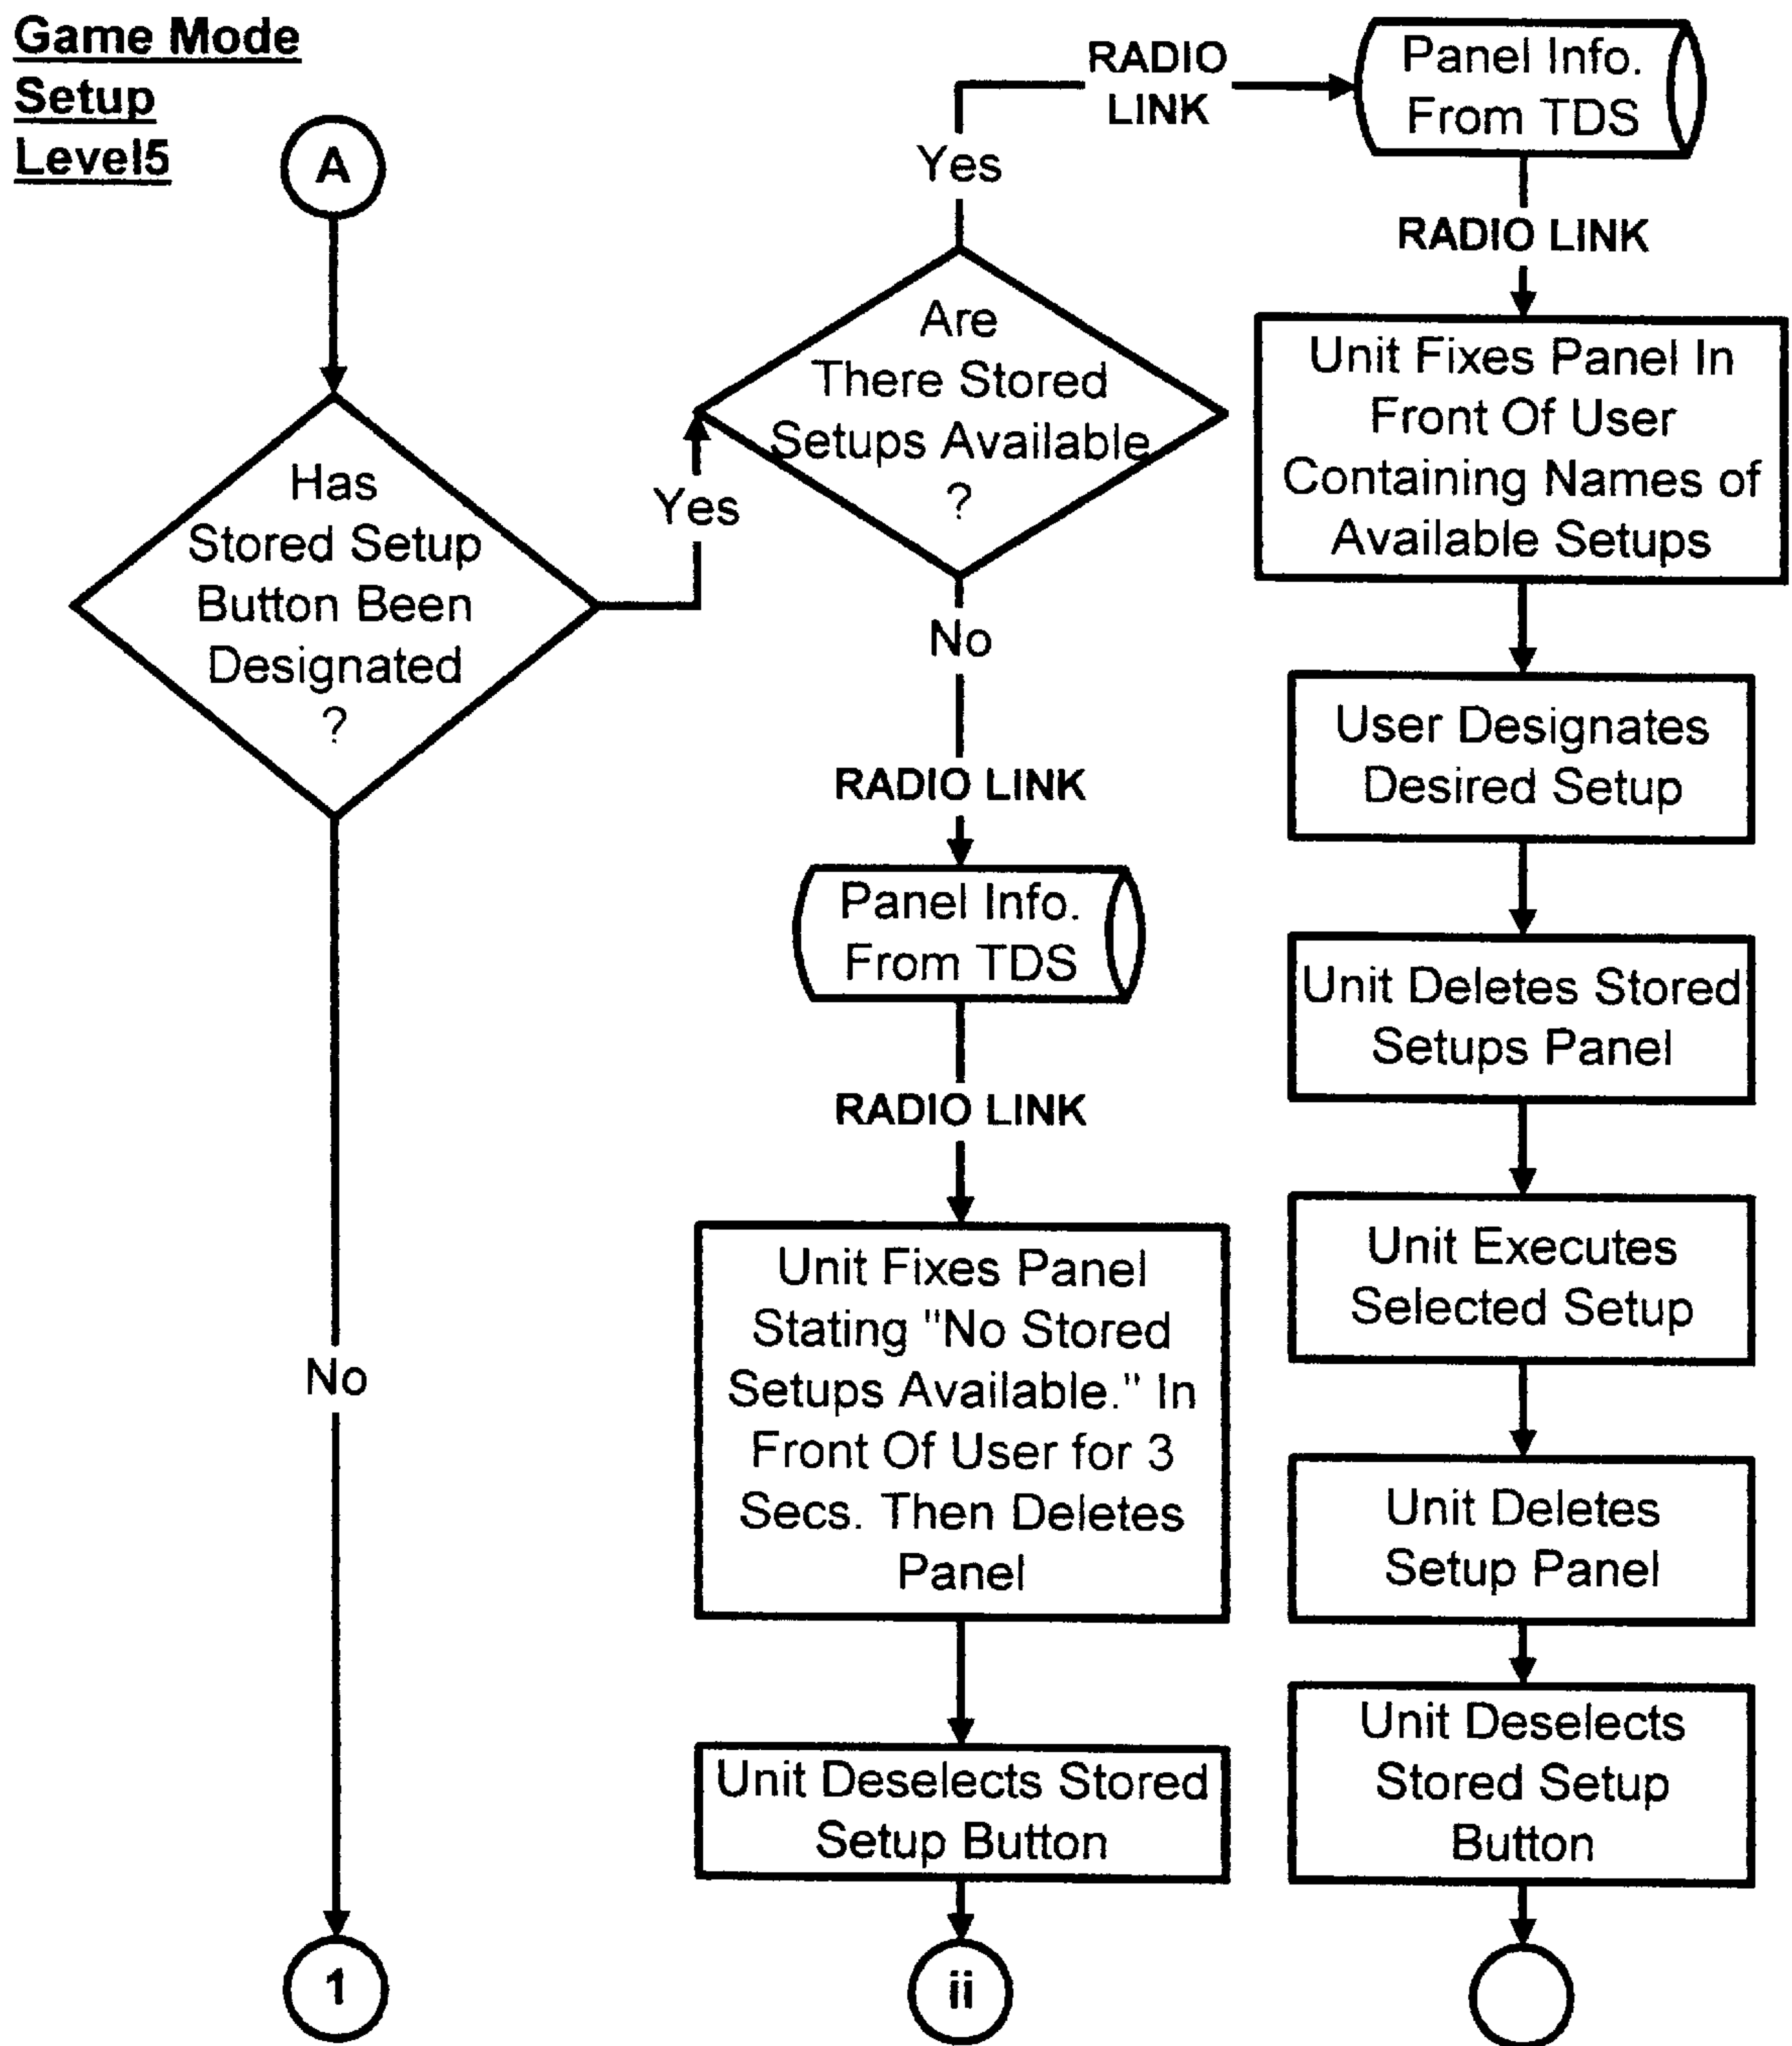 Game Mode
Setup
Level5
A
Has
Stored Setup
Button Been
Designated
?
Yes
No
1
Are
There Stored
Setups Available
?
Yes
RADIO
LINK
No
RADIO LINK
Panel Info.
From TDS
RADIO LINK
Unit Fixes Panel
Stating "No Stored
Setups Available." In
Front Of User for 3
Secs. Then Deletes
Panel
Unit Deselects Stored
Setup Button
ii
Panel Info.
From TDS
RADIO LINK
Unit Fixes Panel In
Front Of User
Containing Names of
Available Setups
User Designates
Desired Setup
Unit Deletes Stored
Setups Panel
Unit Executes
Selected Setup
Unit Deletes
Setup Panel
Unit Deselects
Stored Setup
Button